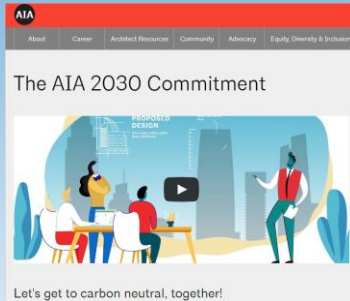 AIA
About Career Architect Resources Community Advocacy Equity, Diversity & Inclusion
The AIA 2030 Commitment
PROPOSED
DESIGN
Let's get to carbon neutral, together!